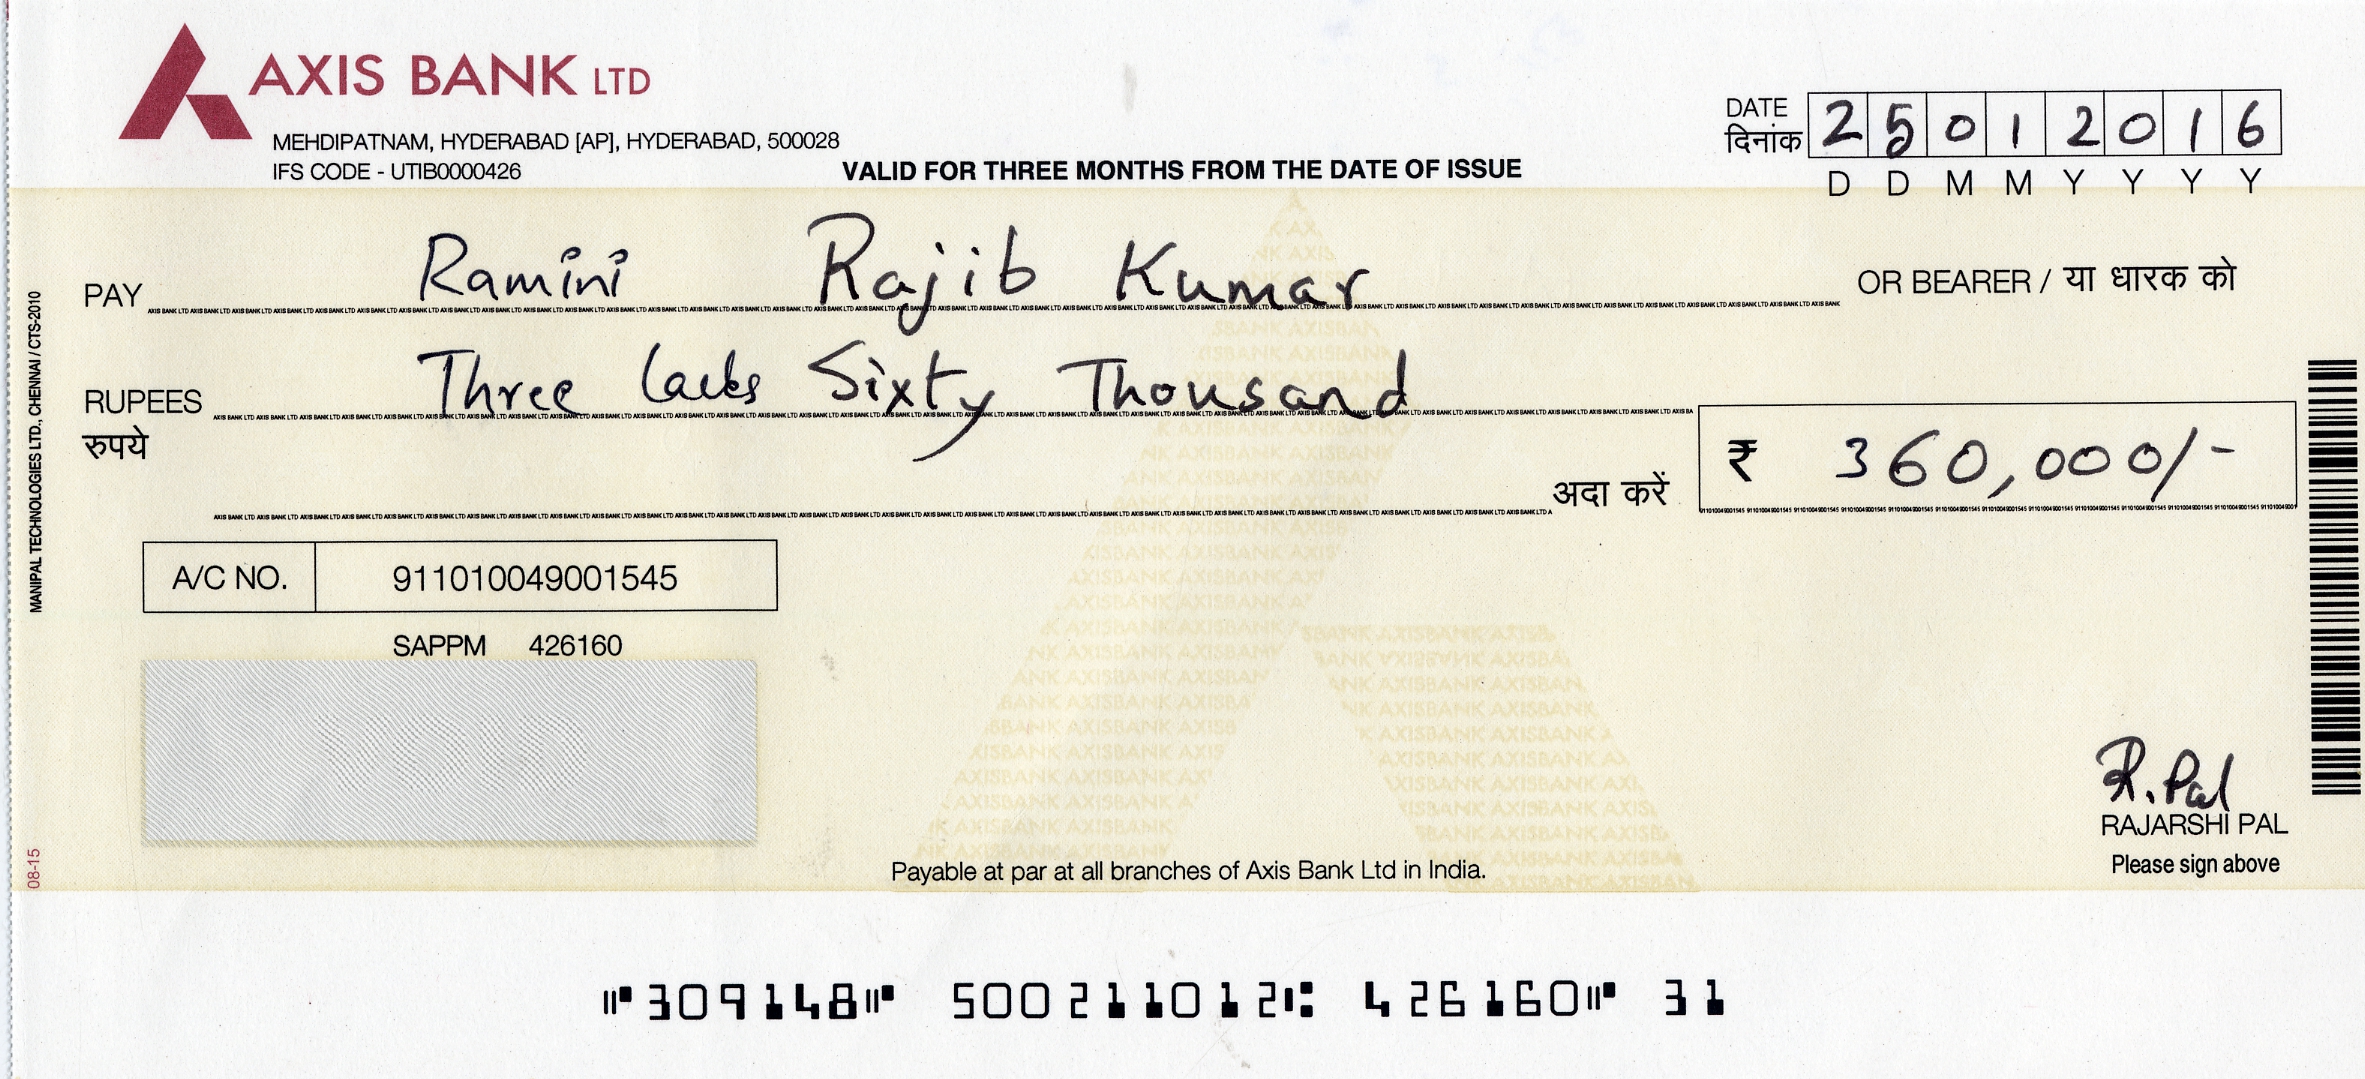 AXIS BANK LTD
MEHDIPATNAM, HYDERABAD [AP], HYDERABAD, 500028
IFS CODE - UTIB0000426
VALID FOR THREE MONTHS FROM THE DATE OF ISSUE
DATE
दिनांक
2 5 0 1 2 0 1 6
D D M M Y Y Y Y
PAY Ramini Rajib Kumar OR BEARER / या धारक को
RUPEES Three lacks Sixty Thousand
रुपये
अदा करें ₹ 360,000/-
A/C NO. 911010049001545
SAPPM 426160
VOID
R. Pal
RAJARSHI PAL
Please sign above
Payable at par at all branches of Axis Bank Ltd in India.
MANIPAL TECHNOLOGIES LTD., CHENNAI / CTS-2010
08-15
⑈309148⑈ 500211012⑆ 426160⑈ 31